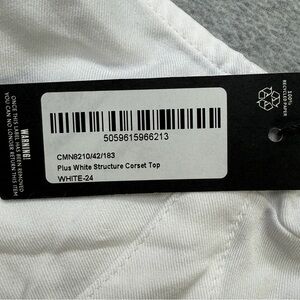 WARNING!
ONCE THIS LABEL HAS BEEN REMOVED
YOU CAN NO LONGER RETURN THIS ITEM
5059615966213
CMN8210/42/183
Plus White Structure Corset Top
WHITE-24
100%
RECYCLED PAPER